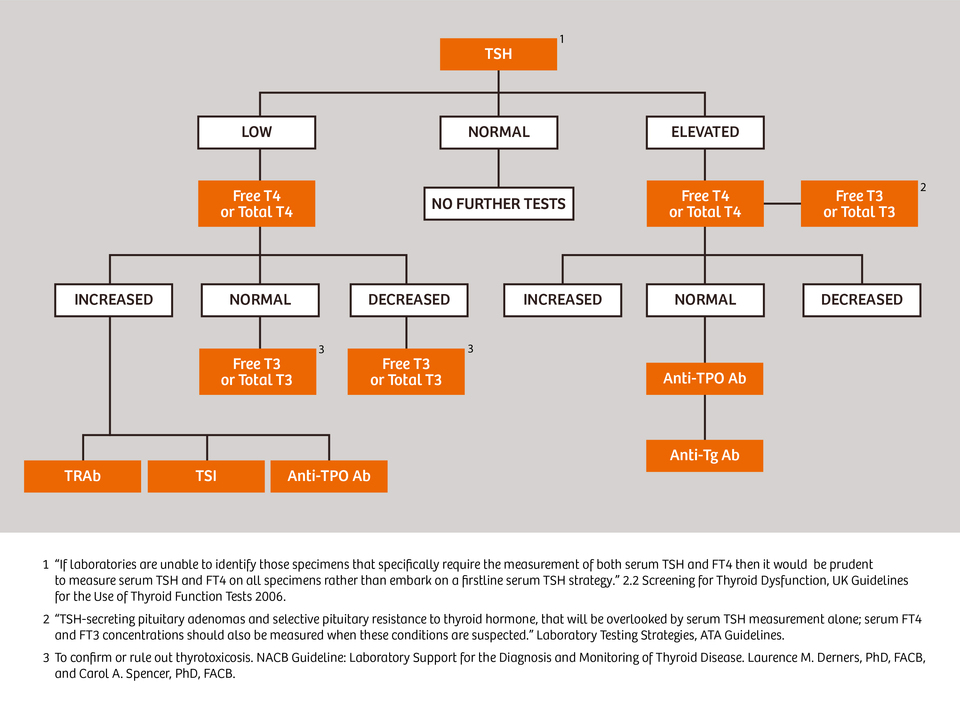 TSH 1
LOW
NORMAL
ELEVATED
Free T4
or Total T4
NO FURTHER TESTS
Free T4
or Total T4
Free T3
or Total T3 2
INCREASED
NORMAL
DECREASED
INCREASED
NORMAL
DECREASED
Free T3
or Total T3 3
Free T3
or Total T3 3
Anti-TPO Ab
Anti-Tg Ab
TRAb
TSI
Anti-TPO Ab
1 “If laboratories are unable to identify those specimens that specifically require the measurement of both serum TSH and FT4 then it would be prudent
to measure serum TSH and FT4 on all specimens rather than embark on a firstline serum TSH strategy.” 2.2 Screening for Thyroid Dysfunction, UK Guidelines
for the Use of Thyroid Function Tests 2006.
2 “TSH-secreting pituitary adenomas and selective pituitary resistance to thyroid hormone, that will be overlooked by serum TSH measurement alone; serum FT4
and FT3 concentrations should also be measured when these conditions are suspected.” Laboratory Testing Strategies, ATA Guidelines.
3 To confirm or rule out thyrotoxicosis. NACB Guideline: Laboratory Support for the Diagnosis and Monitoring of Thyroid Disease. Laurence M. Derners, PhD, FACB,
and Carol A. Spencer, PhD, FACB.